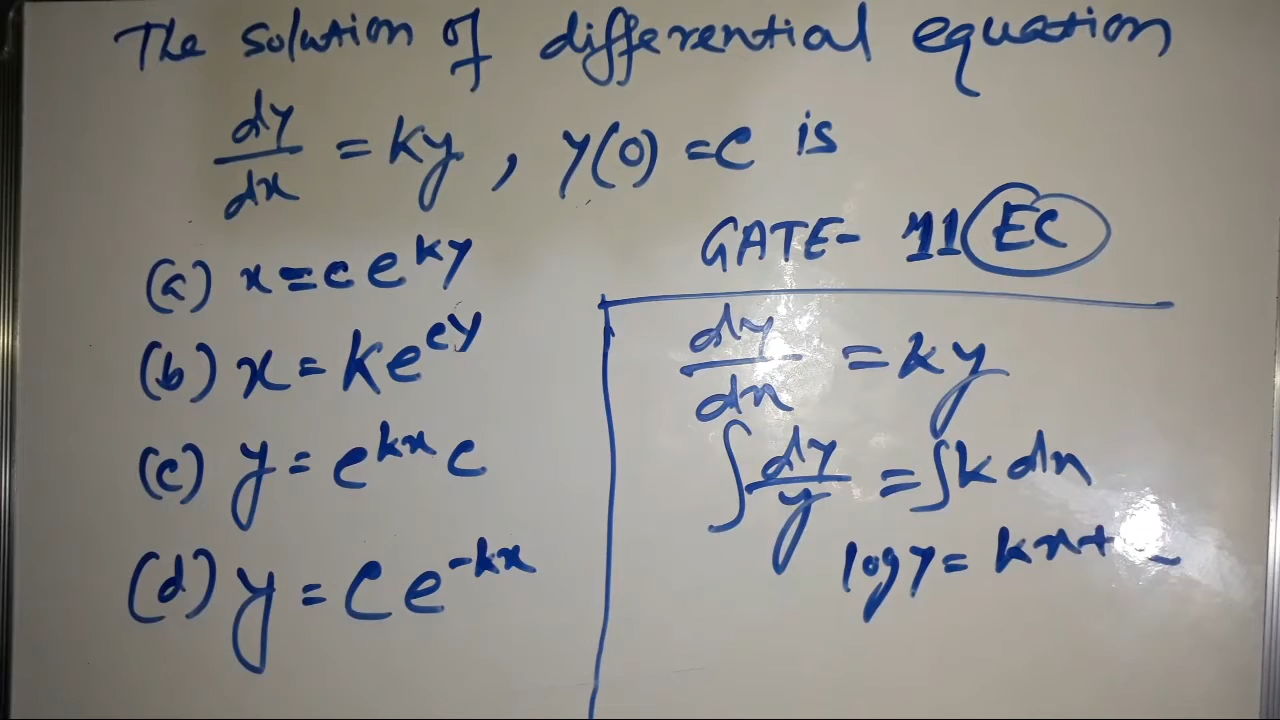 The solution of differential equation
dy/dx = ky, y(0) = c is
GATE- 11 EC
(a) x = c e^ky
(b) x = k e^cy
(c) y = e^kx c
(d) y = c e^-kx
dy/dx = ky
∫ dy/y = ∫ k dx
log y = kx +